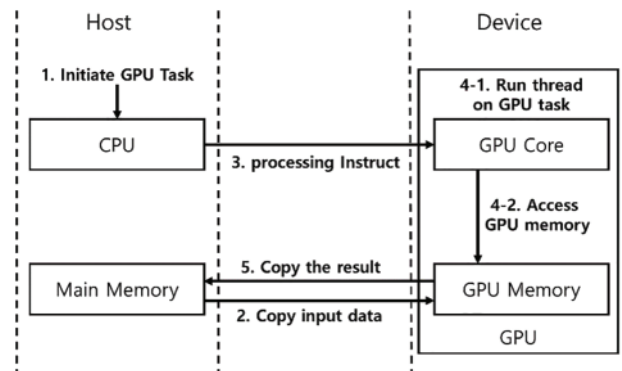 Host
Device
1. Initiate GPU Task
4-1. Run thread
on GPU task
CPU
GPU Core
3. processing Instruct
4-2. Access
GPU memory
5. Copy the result
Main Memory
GPU Memory
2. Copy input data
GPU